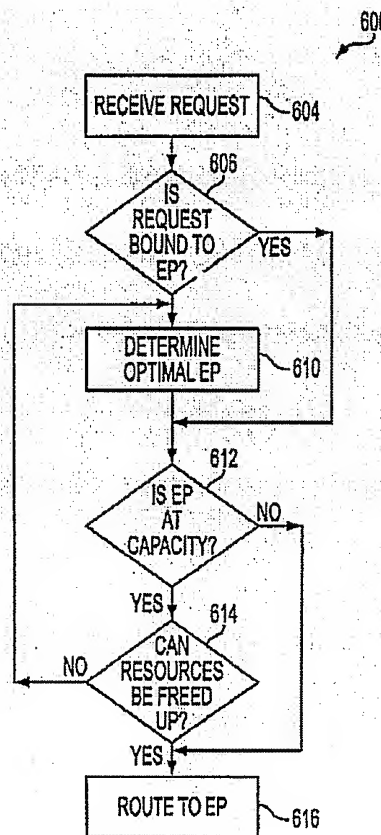 600
RECEIVE REQUEST
604
606
IS
REQUEST
BOUND TO
EP?
YES
DETERMINE
OPTIMAL EP
610
612
IS EP
AT
CAPACITY?
NO
YES
614
CAN
RESOURCES
BE FREED
UP?
NO
YES
ROUTE TO EP
616